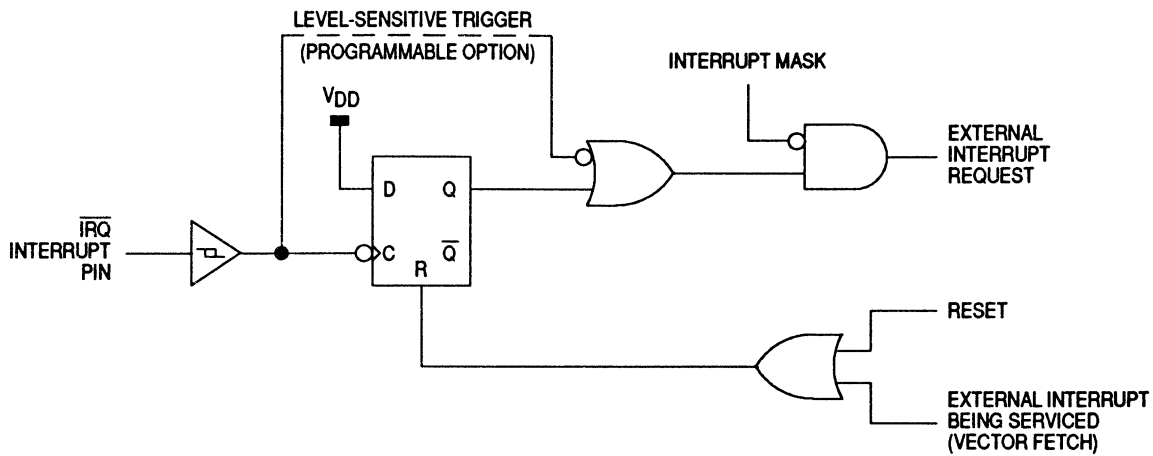 LEVEL-SENSITIVE TRIGGER
(PROGRAMMABLE OPTION)
INTERRUPT MASK
VDD
EXTERNAL
INTERRUPT
REQUEST
D
Q
I̅R̅Q̅
INTERRUPT
PIN
C
Q̅
R
RESET
EXTERNAL INTERRUPT
BEING SERVICED
(VECTOR FETCH)